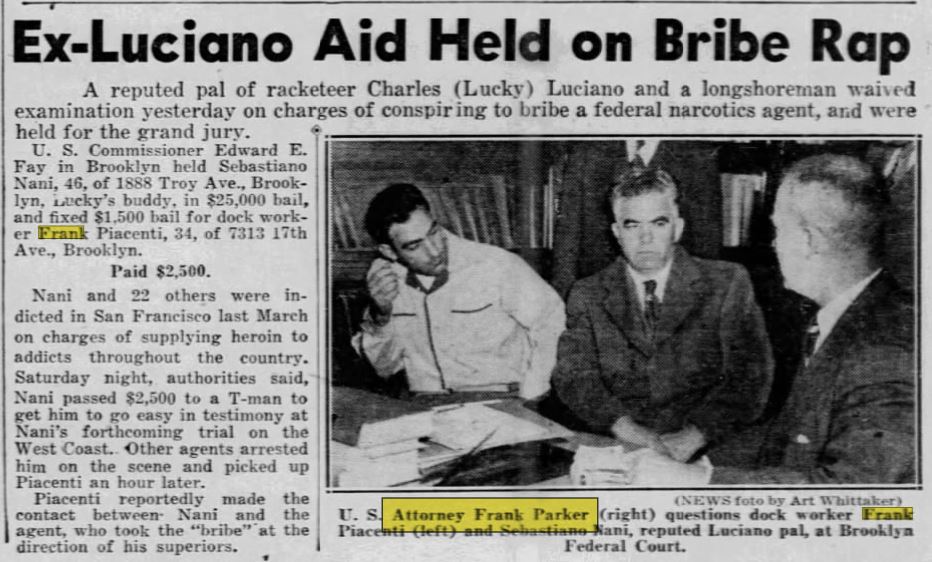 Ex-Luciano Aid Held on Bribe Rap
A reputed pal of racketeer Charles (Lucky) Luciano and a longshoreman waived
examination yesterday on charges of conspiring to bribe a federal narcotics agent, and were
held for the grand jury.
U. S. Commissioner Edward E.
Fay in Brooklyn held Sebastiano
Nani, 46, of 1888 Troy Ave., Brook-
lyn, Lucky's buddy, in $25,000 bail,
and fixed $1,500 bail for dock work-
er Frank Piacenti, 34, of 7313 17th
Ave., Brooklyn.
Paid $2,500.
Nani and 22 others were in-
dicted in San Francisco last March
on charges of supplying heroin to
addicts throughout the country.
Saturday night, authorities said,
Nani passed $2,500 to a T-man to
get him to go easy in testimony at
Nani's forthcoming trial on the
West Coast. Other agents arrested
him on the scene and picked up
Piacenti an hour later.
Piacenti reportedly made the
contact between Nani and the
agent, who took the "bribe" at the
direction of his superiors.
(NEWS foto by Art Whittaker)
U. S. Attorney Frank Parker (right) questions dock worker Frank
Piacenti (left) and Sebastiano Nani, reputed Luciano pal, at Brooklyn
Federal Court.